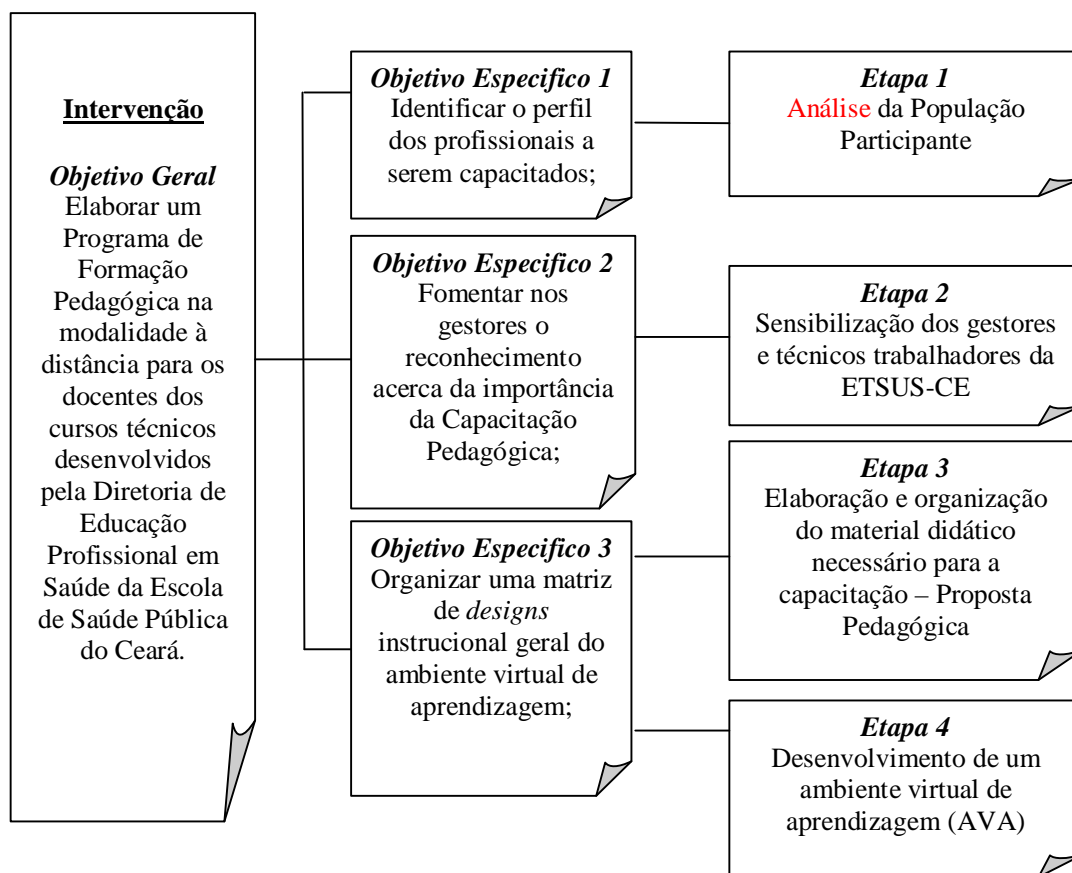 Intervenção
Objetivo Geral
Elaborar um
Programa de
Formação
Pedagógica na
modalidade à
distância para os
docentes dos
cursos técnicos
desenvolvidos
pela Diretoria de
Educação
Profissional em
Saúde da Escola
de Saúde Pública
do Ceará.
Objetivo Especifico 1
Identificar o perfil
dos profissionais a
serem capacitados;
Objetivo Especifico 2
Fomentar nos
gestores o
reconhecimento
acerca da importância
da Capacitação
Pedagógica;
Objetivo Especifico 3
Organizar uma matriz
de designs
instrucional geral do
ambiente virtual de
aprendizagem;
Etapa 1
Análise da População
Participante
Etapa 2
Sensibilização dos gestores
e técnicos trabalhadores da
ETSUS-CE
Etapa 3
Elaboração e organização
do material didático
necessário para a
capacitação – Proposta
Pedagógica
Etapa 4
Desenvolvimento de um
ambiente virtual de
aprendizagem (AVA)